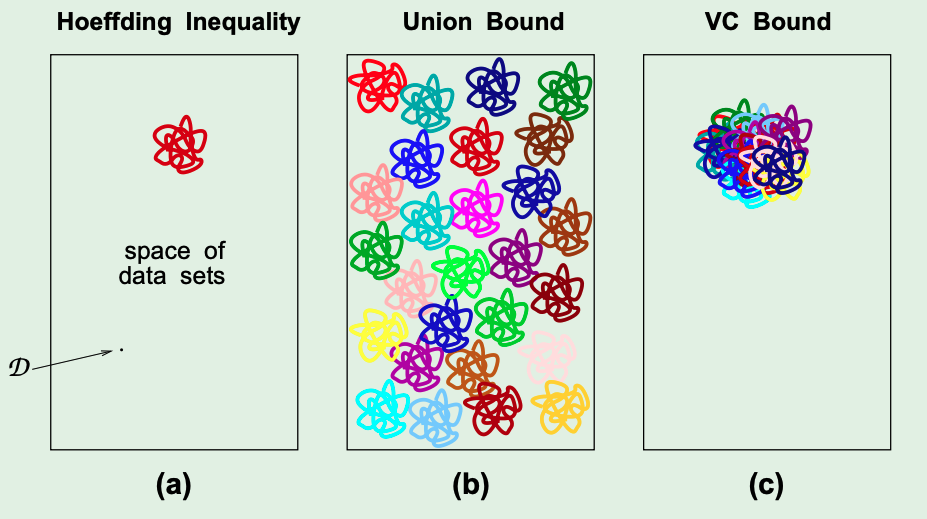 Hoeffding Inequality
Union Bound
VC Bound
space of
data sets
𝒟
(a)
(b)
(c)